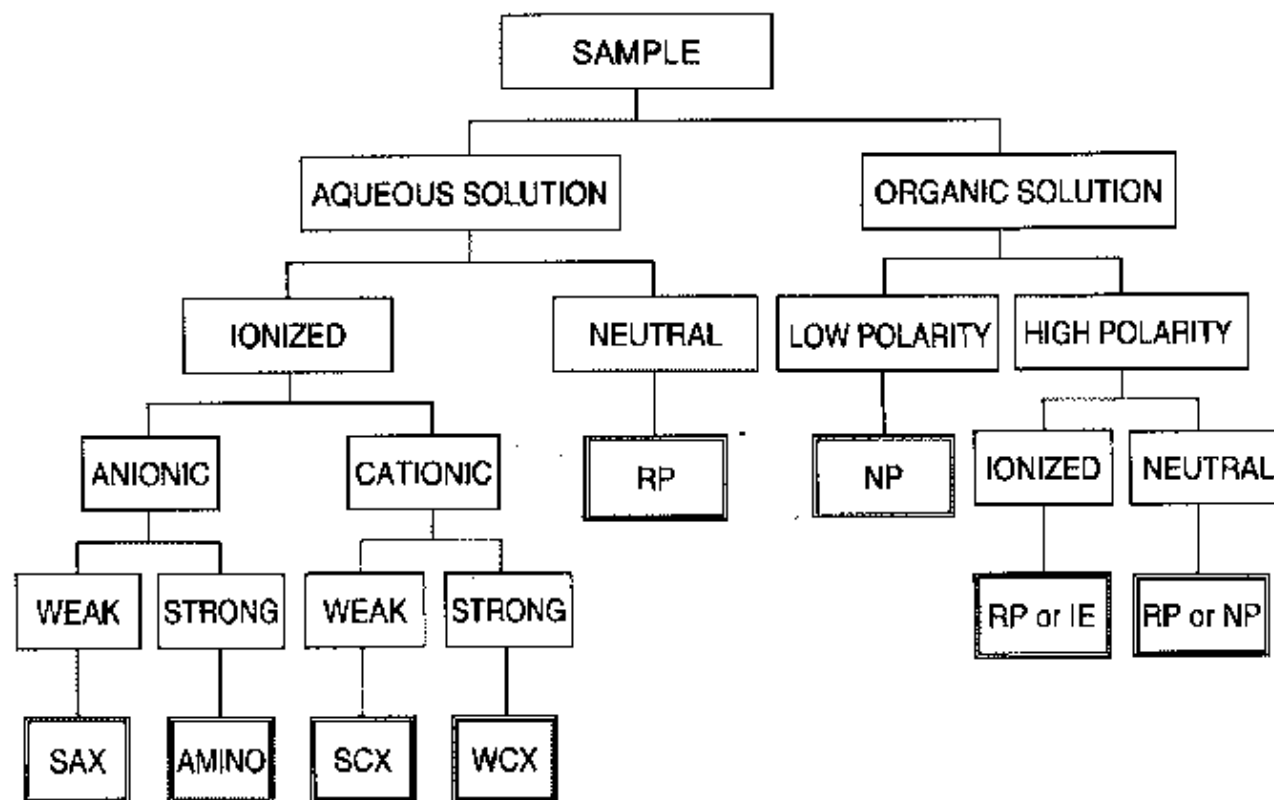 SAMPLE
AQUEOUS SOLUTION
ORGANIC SOLUTION
IONIZED
NEUTRAL
LOW POLARITY
HIGH POLARITY
ANIONIC
CATIONIC
RP
NP
IONIZED
NEUTRAL
WEAK
STRONG
WEAK
STRONG
RP or IE
RP or NP
SAX
AMINO
SCX
WCX